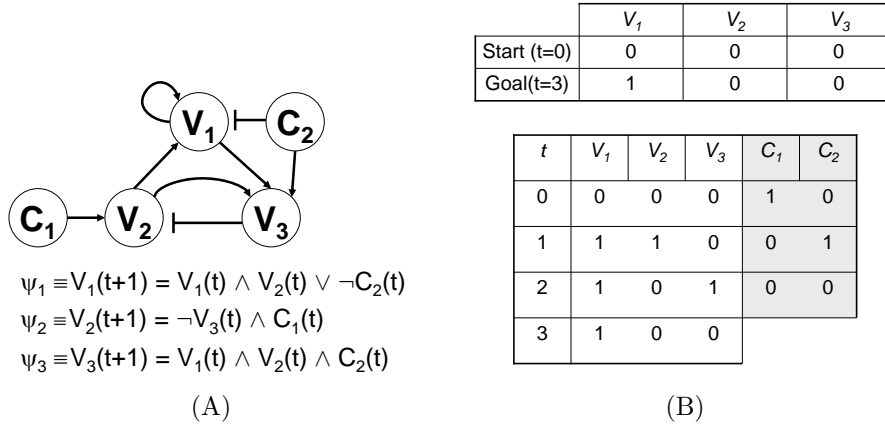 V1
C2
C1
V2
V3
ψ1 ≡V1(t+1) = V1(t) ∧ V2(t) ∨ ¬C2(t)
ψ2 ≡V2(t+1) = ¬V3(t) ∧ C1(t)
ψ3 ≡V3(t+1) = V1(t) ∧ V2(t) ∧ C2(t)
(A)
V1 V2 V3
Start (t=0) 0 0 0
Goal(t=3) 1 0 0
t V1 V2 V3 C1 C2
0 0 0 0 1 0
1 1 1 0 0 1
2 1 0 1 0 0
3 1 0 0
(B)